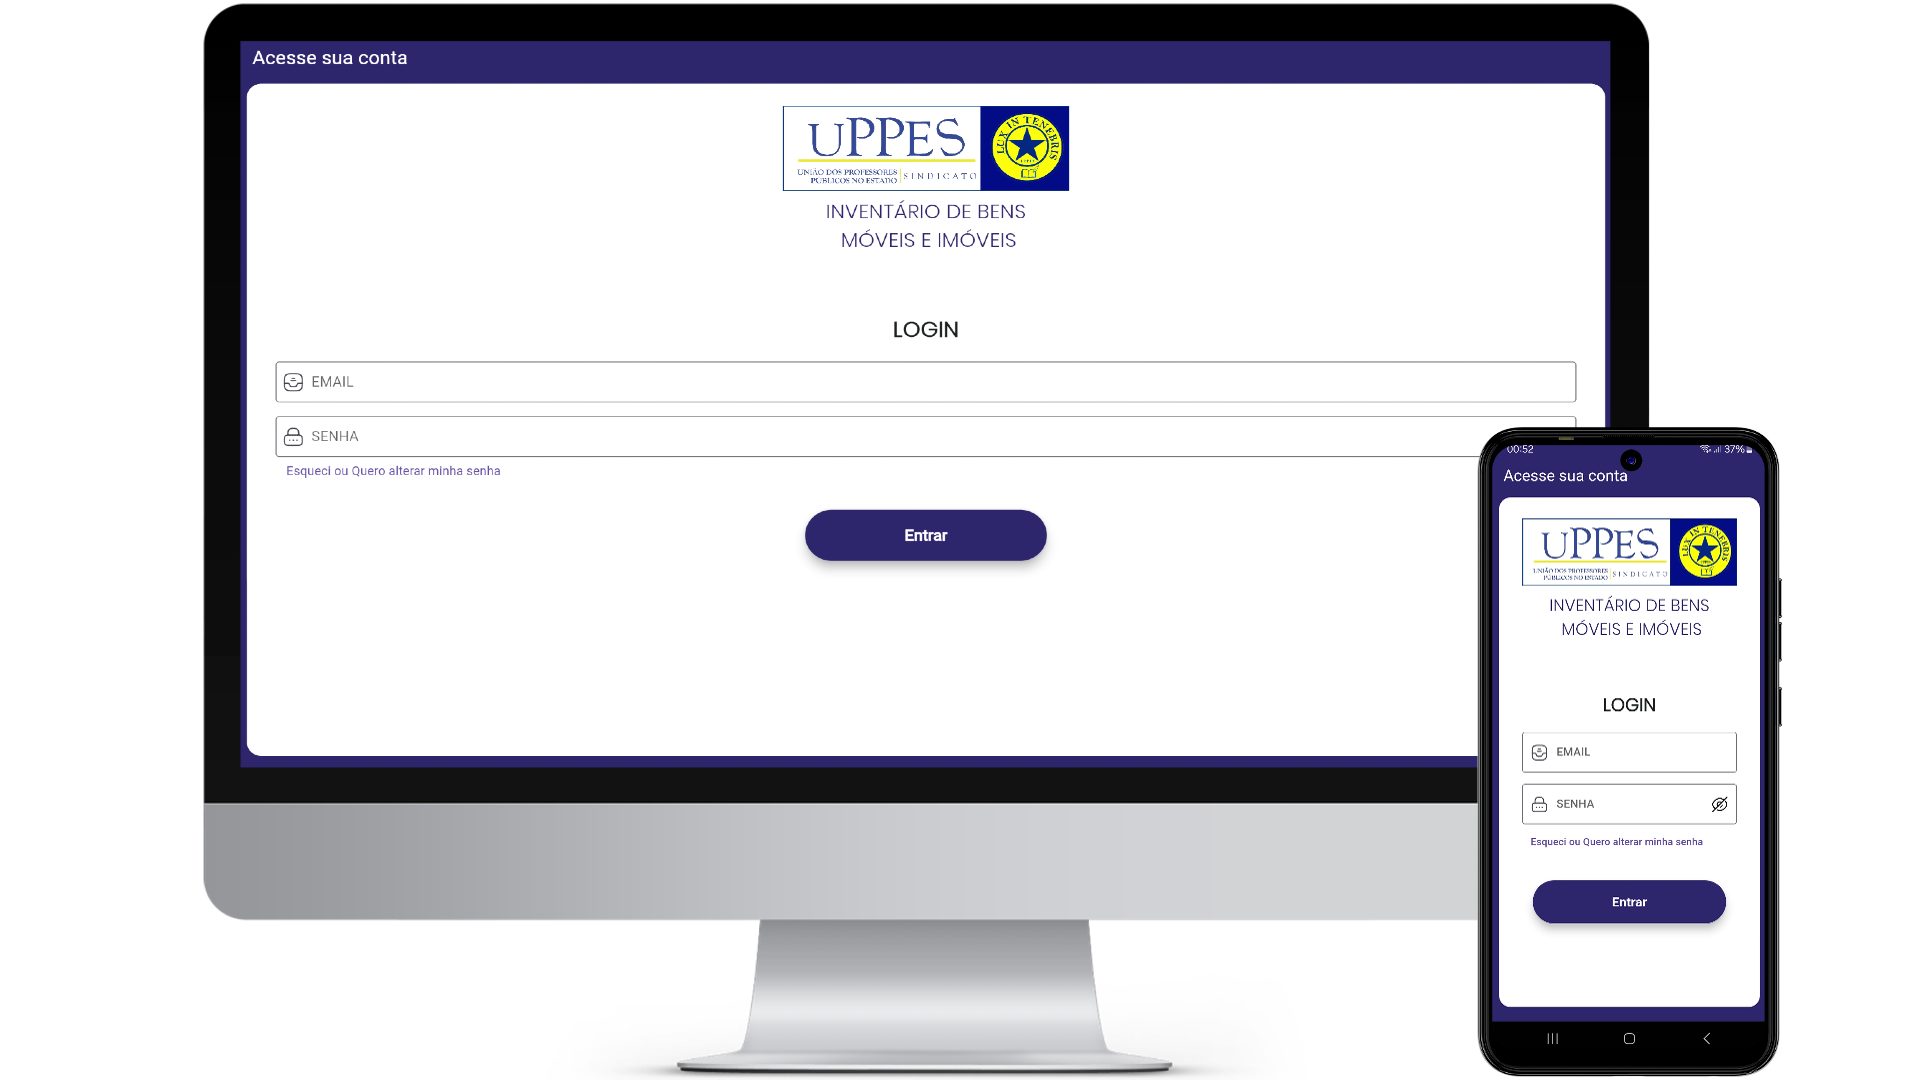 Acesse sua conta
UPPES
UNIÃO DOS PROFESSORES
PÚBLICOS NO ESTADO
SINDICATO
LUX IN TENEBRIS
INVENTÁRIO DE BENS
MÓVEIS E IMÓVEIS
LOGIN
EMAIL
SENHA
Esqueci ou Quero alterar minha senha
Entrar
00:52
37%
Acesse sua conta
UPPES
UNIÃO DOS PROFESSORES
PÚBLICOS NO ESTADO
SINDICATO
LUX IN TENEBRIS
INVENTÁRIO DE BENS
MÓVEIS E IMÓVEIS
LOGIN
EMAIL
SENHA
Esqueci ou Quero alterar minha senha
Entrar